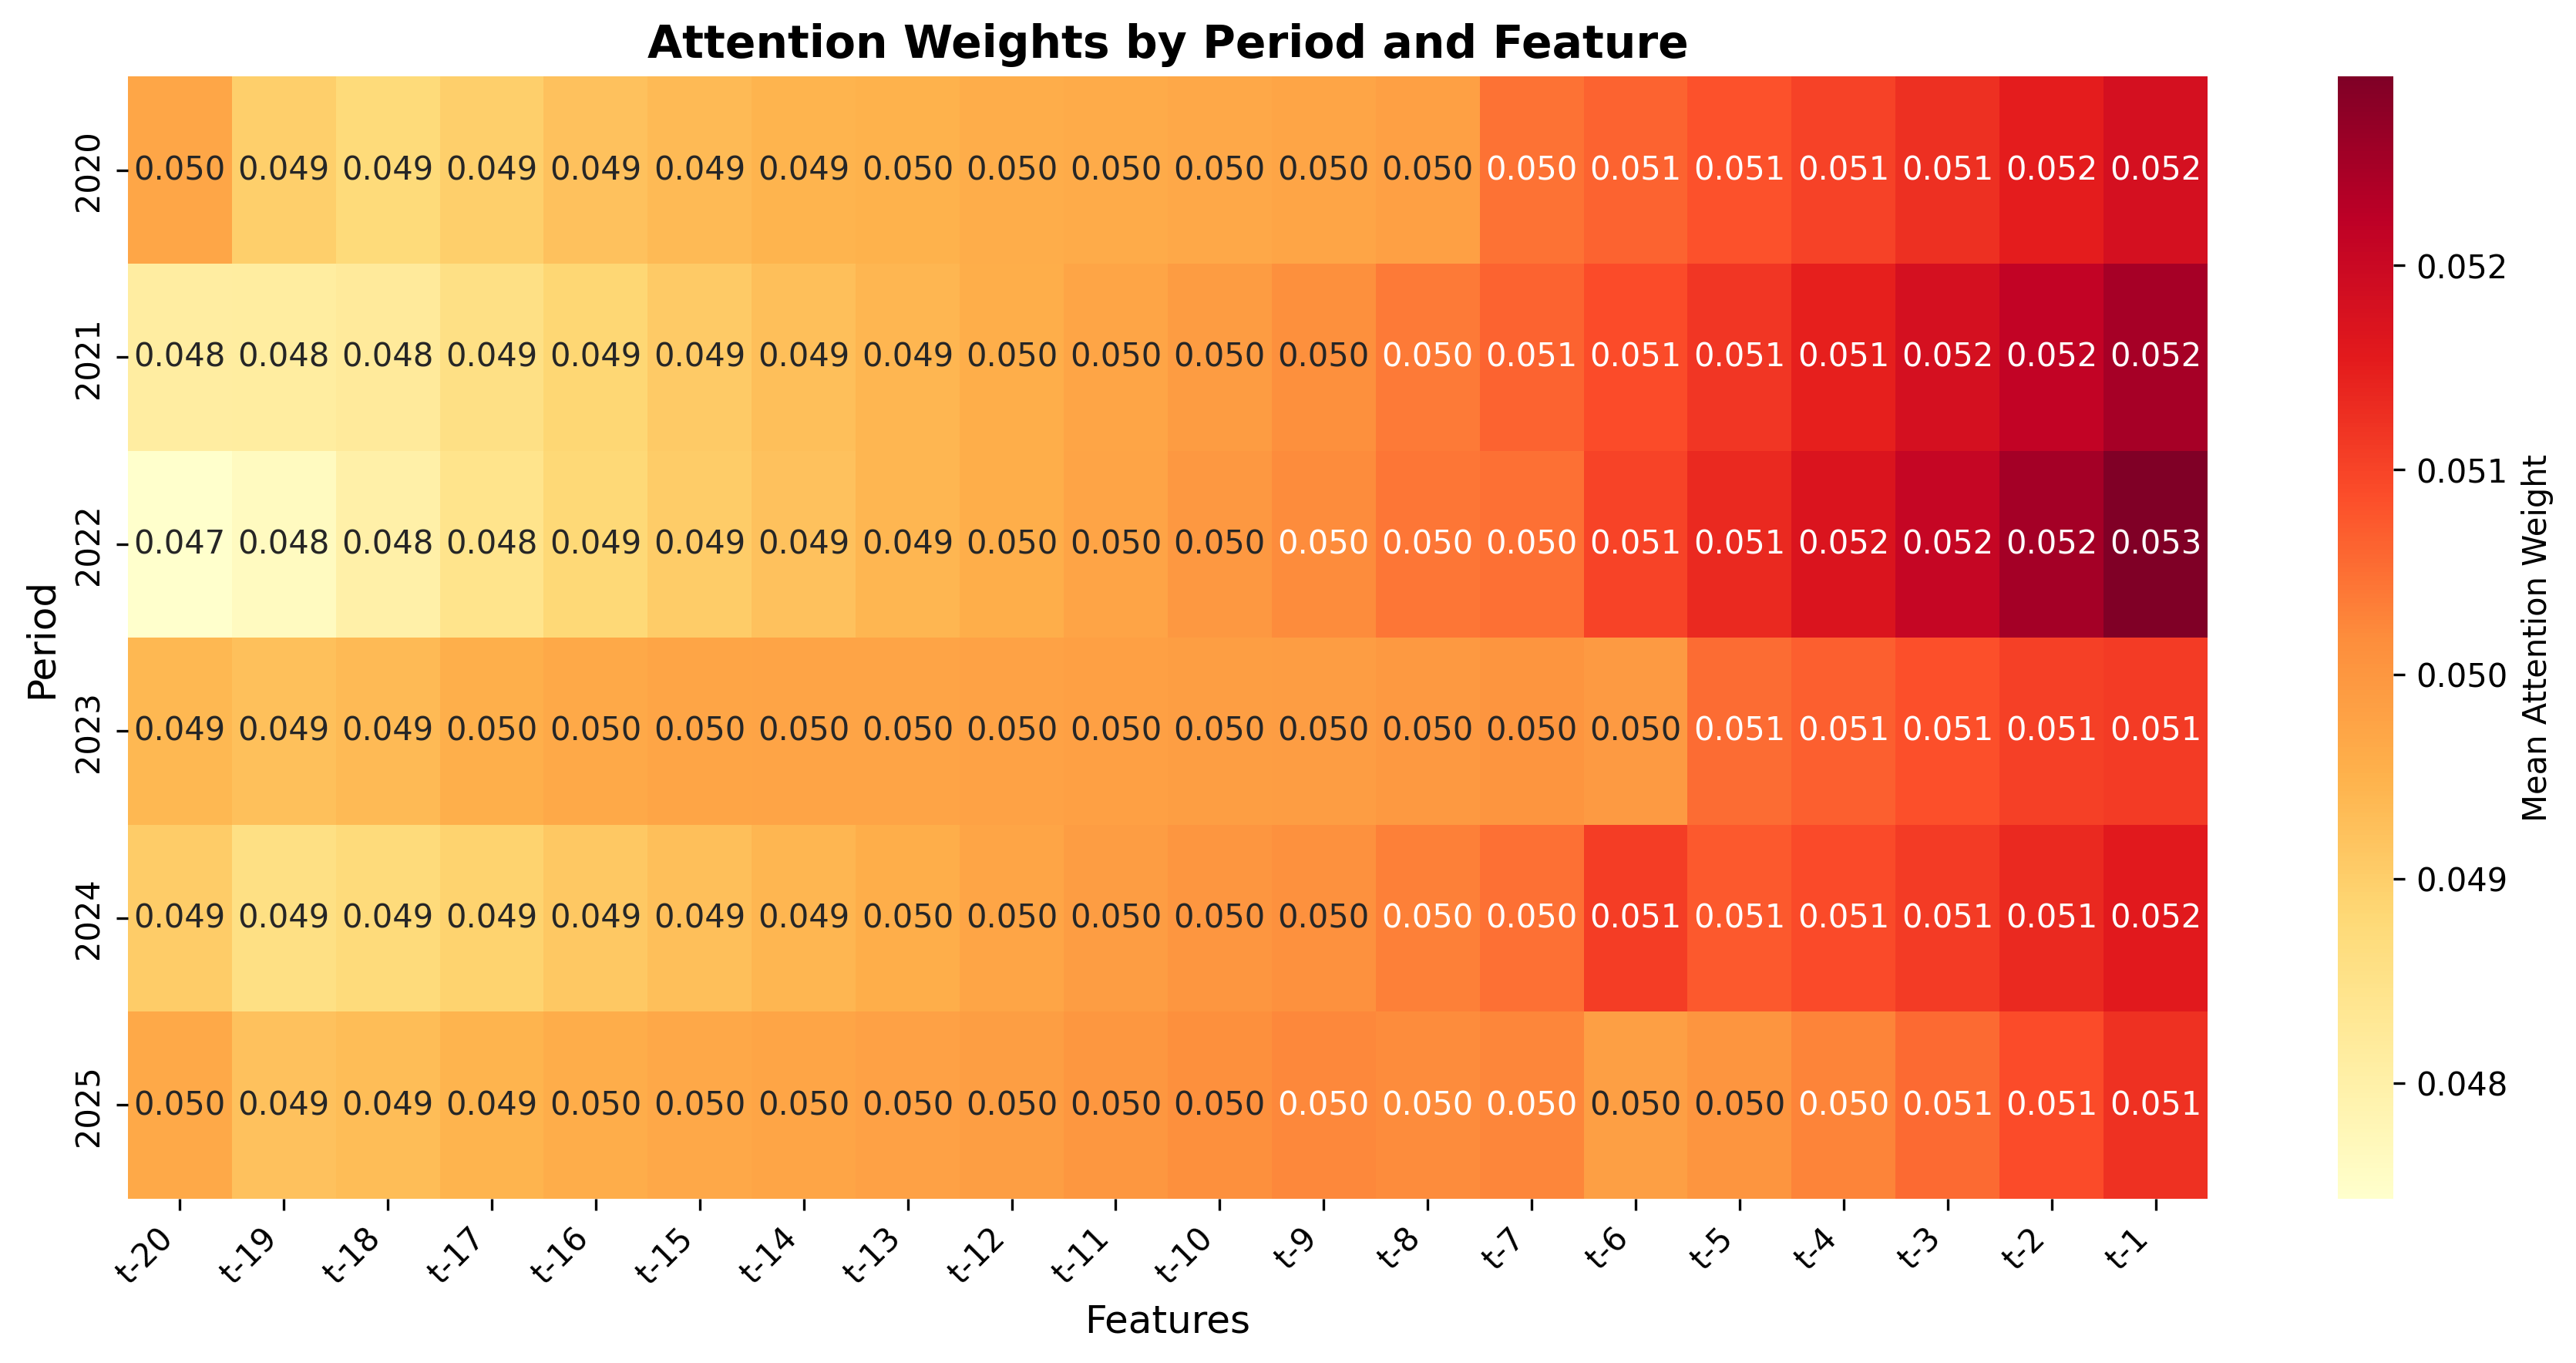 Attention Weights by Period and Feature
Period
2020 0.050 0.049 0.049 0.049 0.049 0.049 0.049 0.050 0.050 0.050 0.050 0.050 0.050 0.050 0.051 0.051 0.051 0.051 0.052 0.052
2021 0.048 0.048 0.048 0.049 0.049 0.049 0.049 0.049 0.050 0.050 0.050 0.050 0.050 0.051 0.051 0.051 0.051 0.052 0.052 0.052
2022 0.047 0.048 0.048 0.048 0.049 0.049 0.049 0.049 0.050 0.050 0.050 0.050 0.050 0.050 0.051 0.051 0.052 0.052 0.052 0.053
2023 0.049 0.049 0.049 0.050 0.050 0.050 0.050 0.050 0.050 0.050 0.050 0.050 0.050 0.050 0.050 0.051 0.051 0.051 0.051 0.051
2024 0.049 0.049 0.049 0.049 0.049 0.049 0.049 0.050 0.050 0.050 0.050 0.050 0.050 0.050 0.051 0.051 0.051 0.051 0.051 0.052
2025 0.050 0.049 0.049 0.049 0.050 0.050 0.050 0.050 0.050 0.050 0.050 0.050 0.050 0.050 0.050 0.050 0.050 0.051 0.051 0.051
t-20 t-19 t-18 t-17 t-16 t-15 t-14 t-13 t-12 t-11 t-10 t-9 t-8 t-7 t-6 t-5 t-4 t-3 t-2 t-1
Features
0.052
0.051
0.050
0.049
0.048
Mean Attention Weight